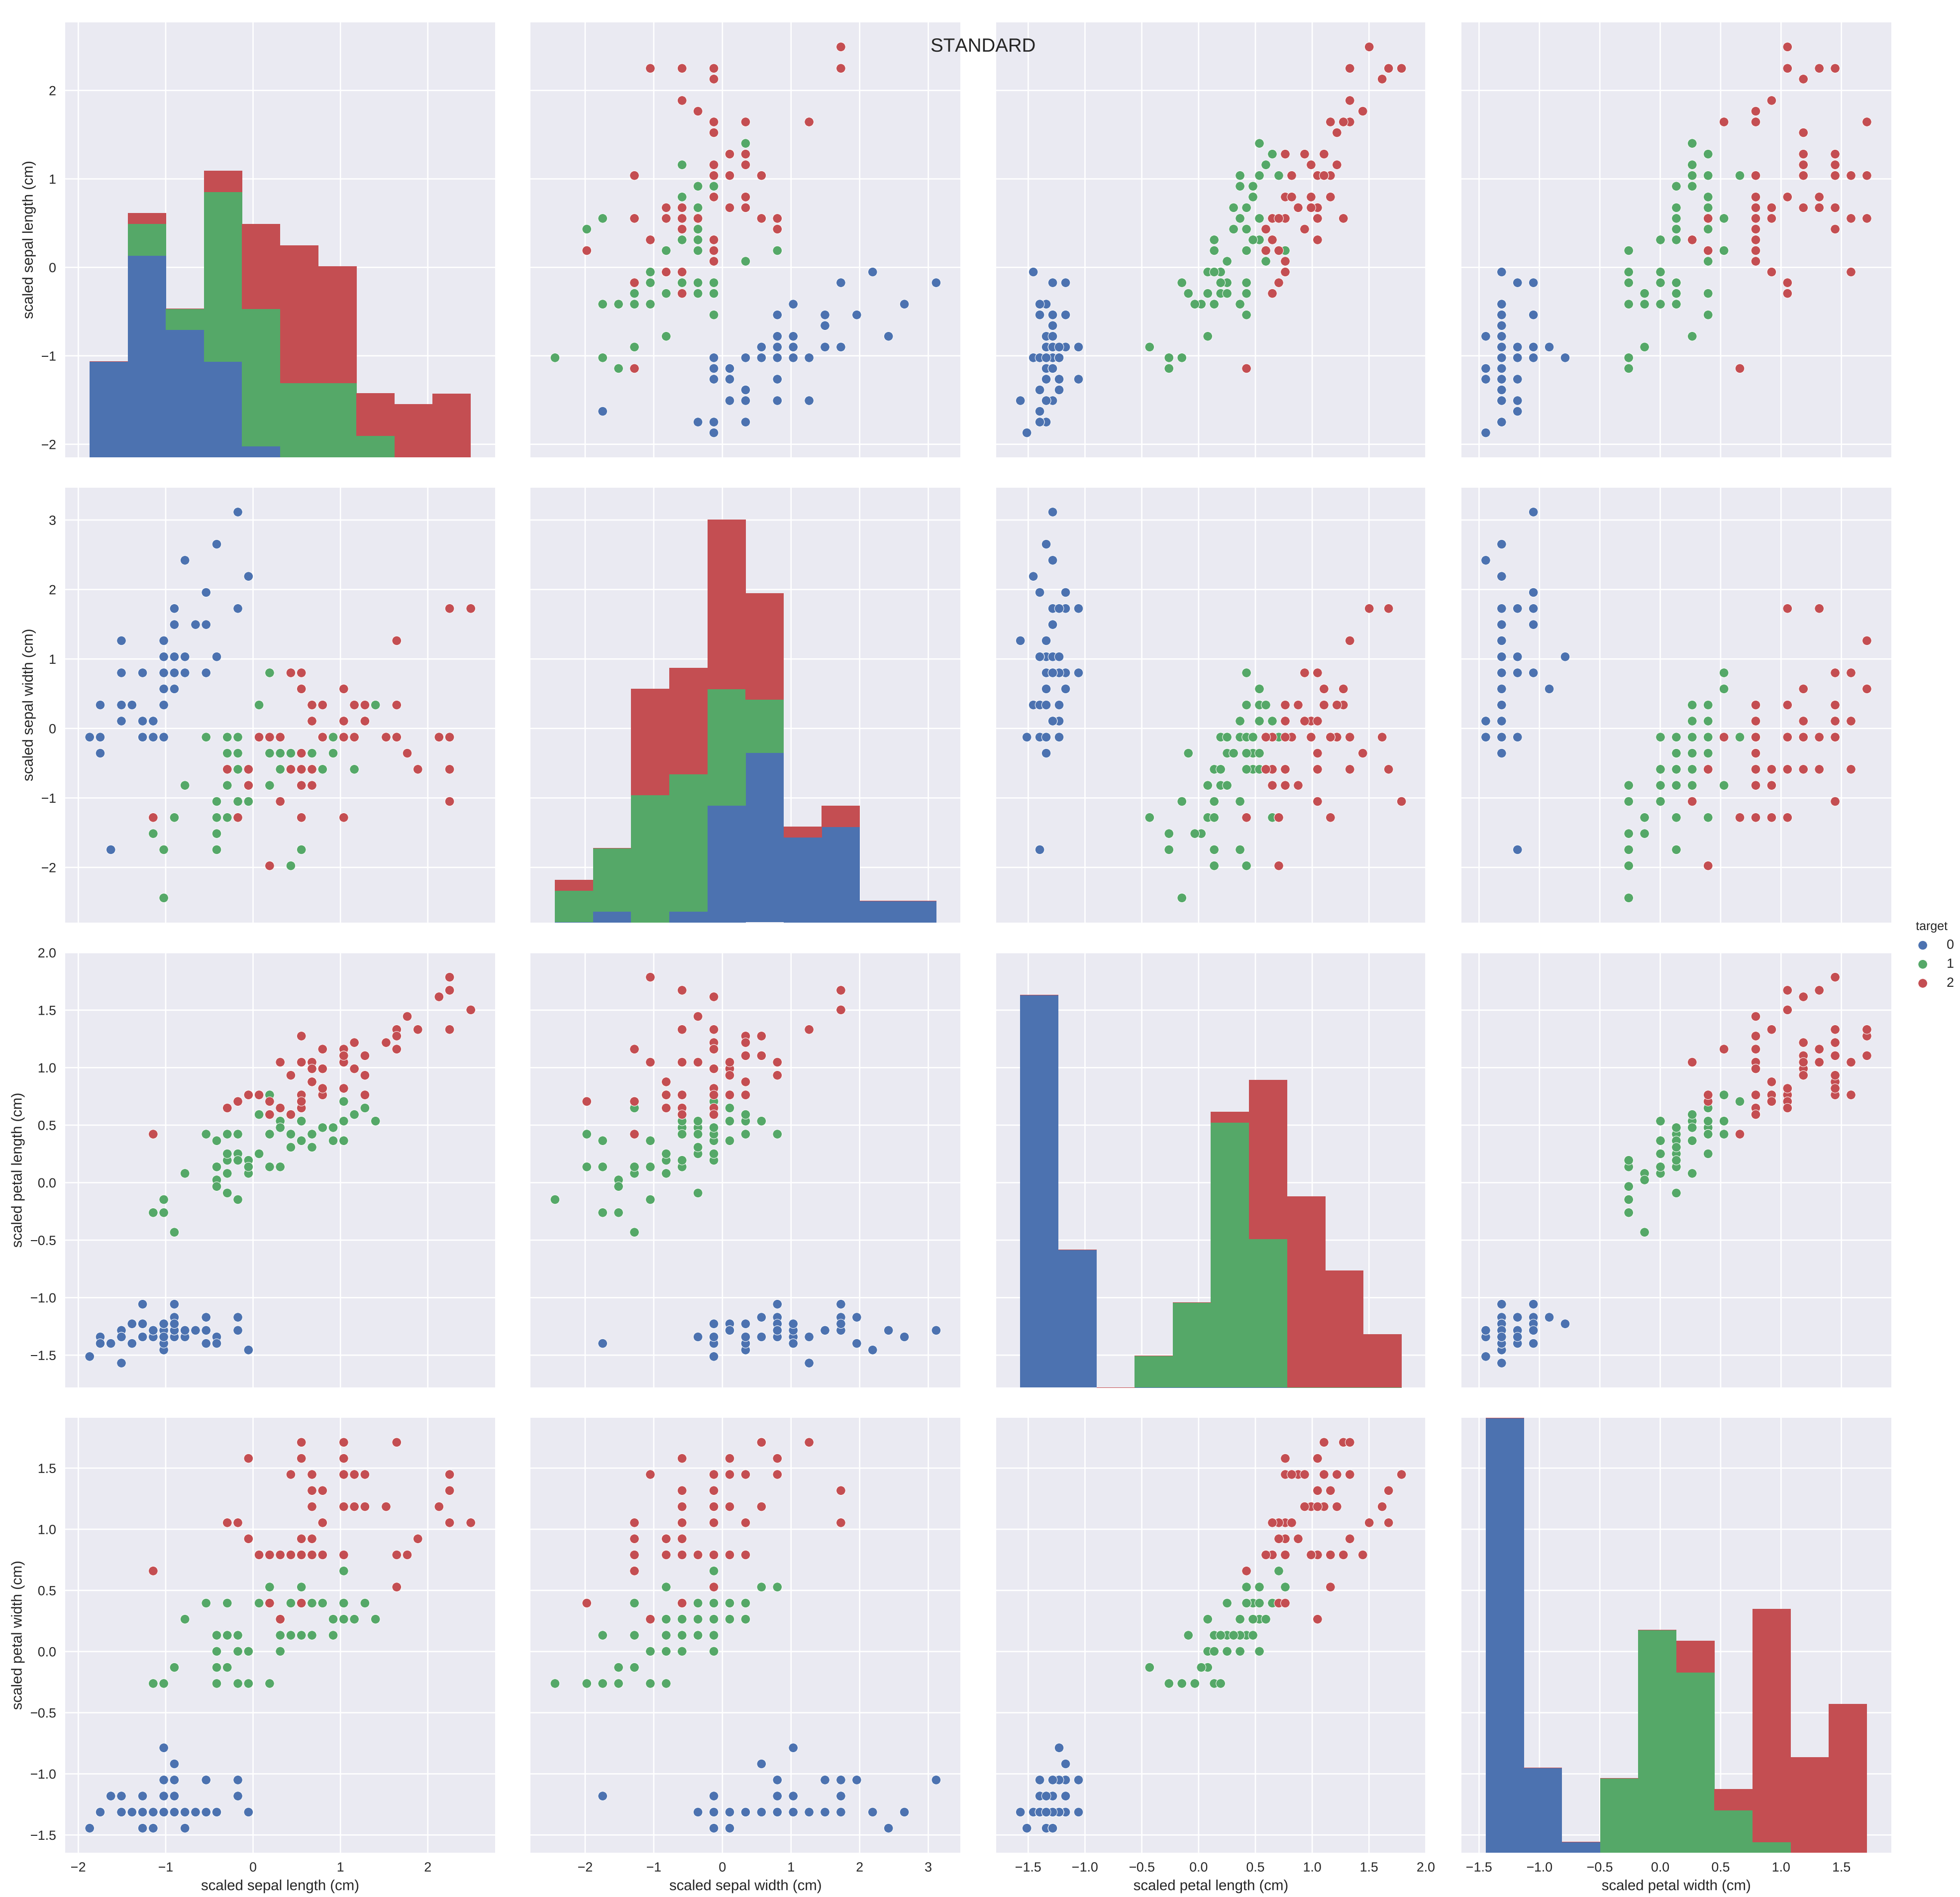 STANDARD
scaled sepal length (cm)
2
1
0
−1
−2
scaled sepal width (cm)
3
2
1
0
−1
−2
target
0
1
2
scaled petal length (cm)
2.0
1.5
1.0
0.5
0.0
−0.5
−1.0
−1.5
scaled petal width (cm)
1.5
1.0
0.5
0.0
−0.5
−1.0
−1.5
−2 −1 0 1 2
−2 −1 0 1 2 3
−1.5 −1.0 −0.5 0.0 0.5 1.0 1.5 2.0
−1.5 −1.0 −0.5 0.0 0.5 1.0 1.5
scaled sepal length (cm)
scaled sepal width (cm)
scaled petal length (cm)
scaled petal width (cm)